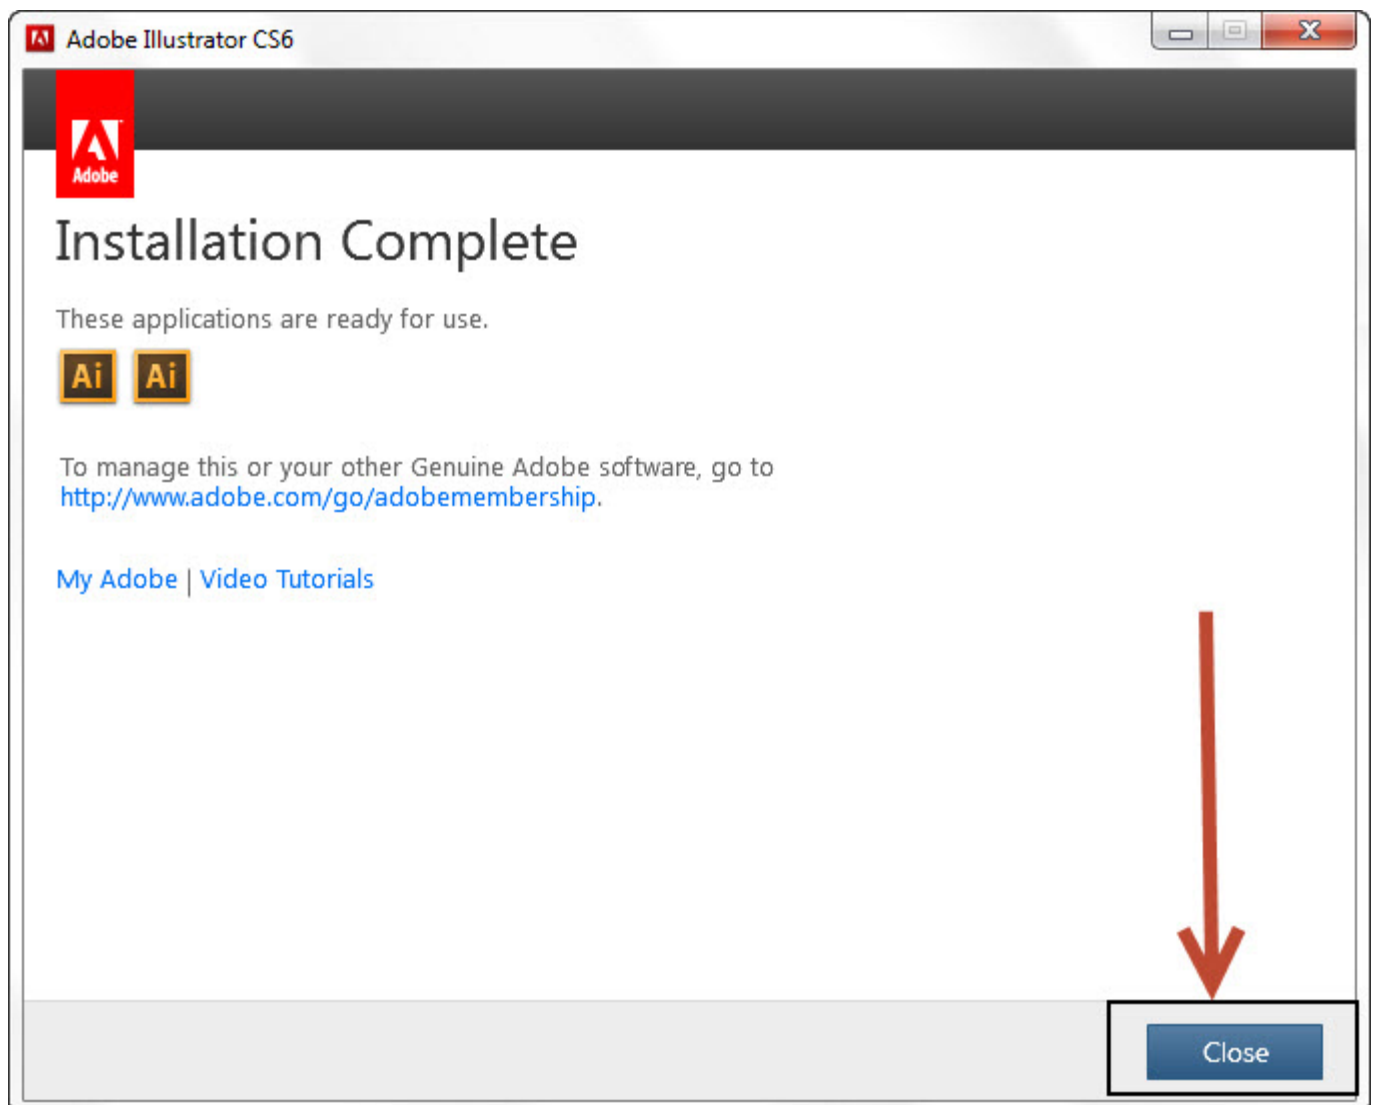 Adobe Illustrator CS6
Adobe
Installation Complete
These applications are ready for use.
Ai Ai
To manage this or your other Genuine Adobe software, go to
http://www.adobe.com/go/adobemembership.
My Adobe | Video Tutorials
Close